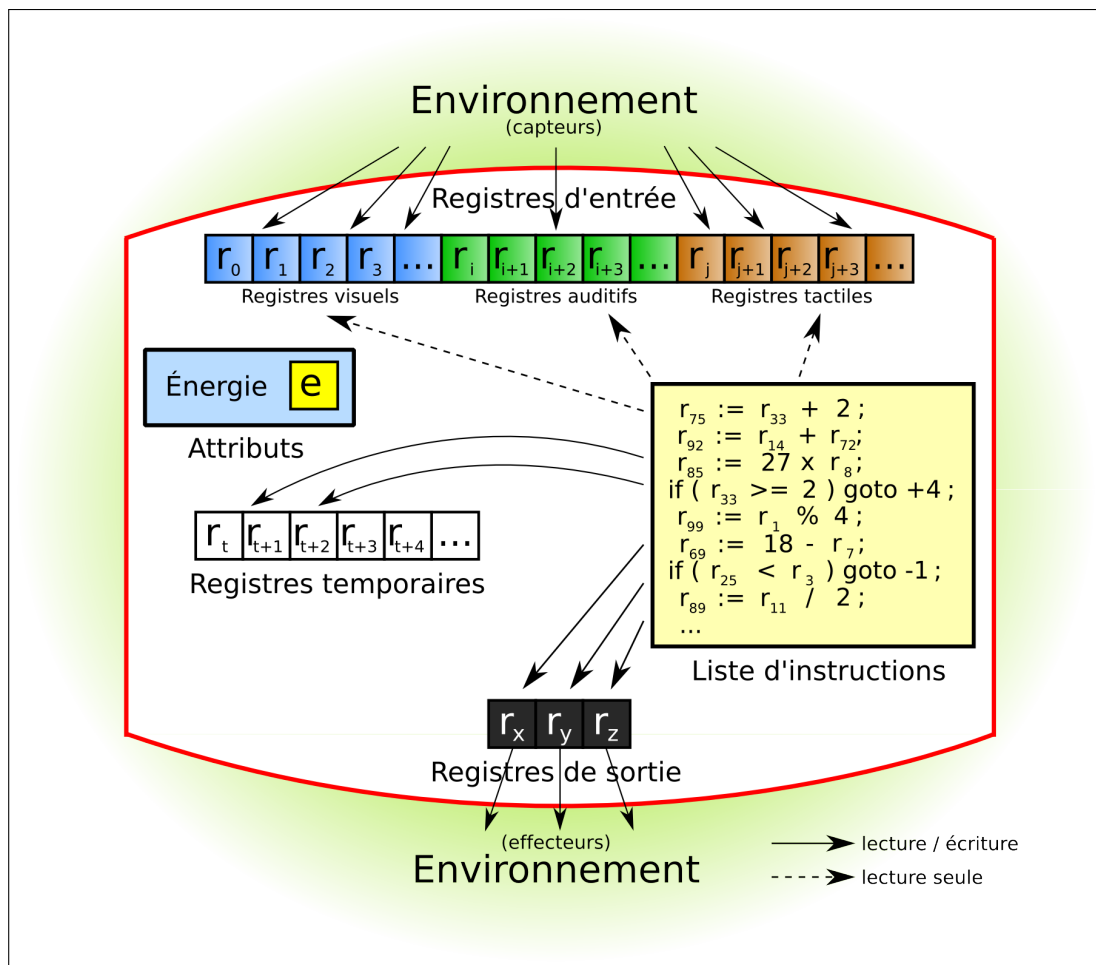 Environnement
(capteurs)
Registres d'entrée
r0 r1 r2 r3 ... ri ri+1 ri+2 ri+3 ... rj rj+1 rj+2 rj+3 ...
Registres visuels Registres auditifs Registres tactiles
Énergie e
Attributs
r75 := r33 + 2 ;
r92 := r14 + r72;
r85 := 27 x r8;
if ( r33 >= 2 ) goto +4 ;
r99 := r1 % 4 ;
r69 := 18 - r7;
if ( r25 < r3 ) goto -1 ;
r89 := r11 / 2 ;
...
Liste d'instructions
rt rt+1 rt+2 rt+3 rt+4 ...
Registres temporaires
rx ry rz
Registres de sortie
(effecteurs)
Environnement
lecture / écriture
lecture seule